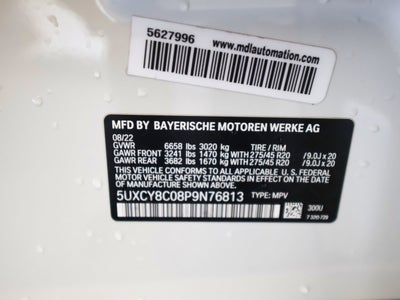 5627996
www.mdlautomation.com
MFD BY BAYERISCHE MOTOREN WERKE AG
08/22
GVWR 6658 lbs 3020 kg TIRE / RIM
GAWR FRONT 3241 lbs 1470 kg WITH 275/45 R20 /9.0J x 20
GAWR REAR 3682 lbs 1670 kg WITH 275/45 R20 /9.0J x 20
THIS VEHICLE CONFORMS TO ALL APPLICABLE U.S. FEDERAL
MOTOR VEHICLE SAFETY STANDARDS IN EFFECT ON THE DATE
OF MANUFACTURE SHOWN ABOVE.
5UXCY8C08P9N76813 TYPE: MPV
300U